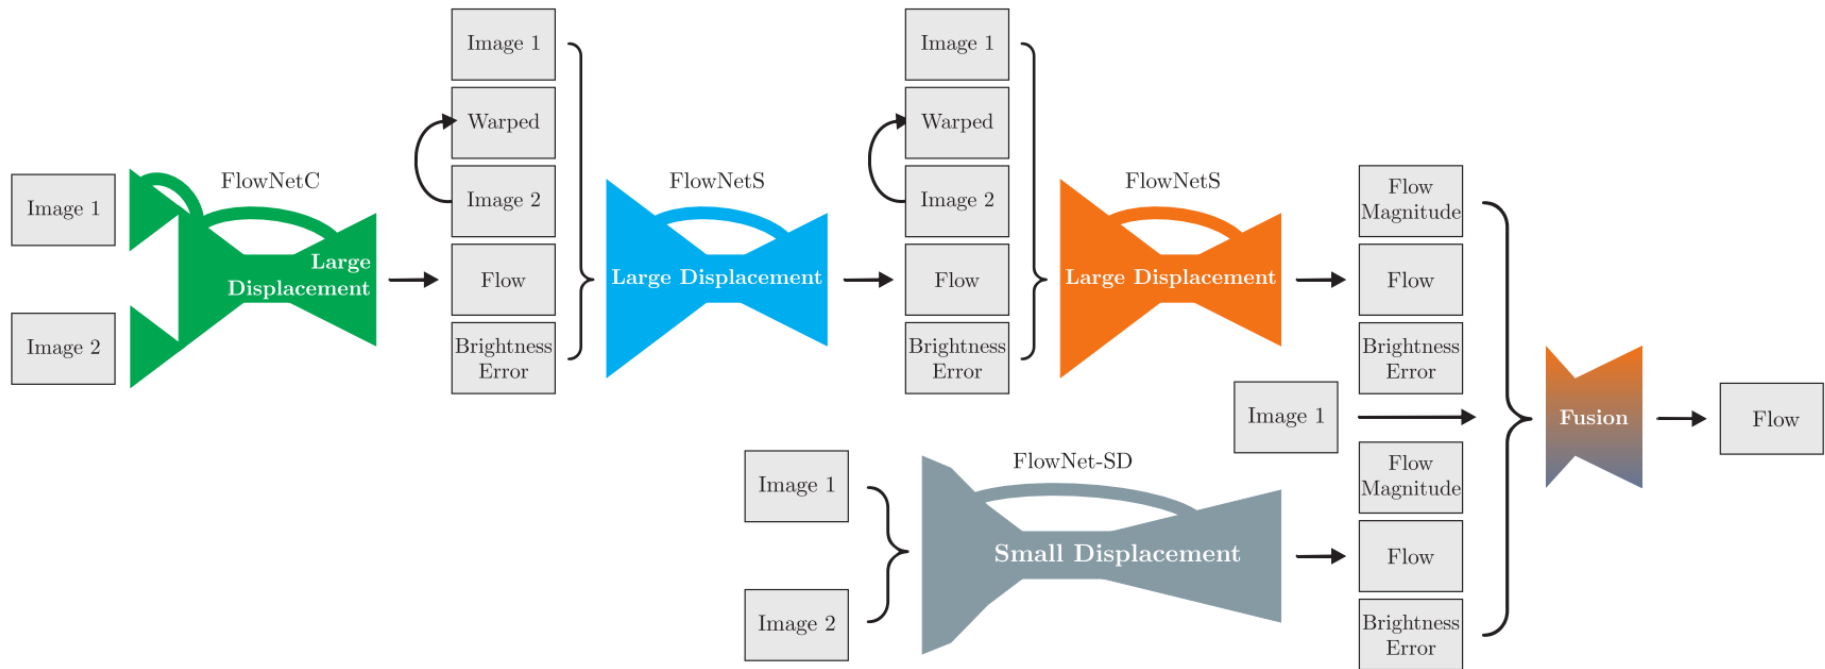 Image 1
Image 2
FlowNetC
Large
Displacement
Image 1
Warped
Image 2
Flow
Brightness
Error
FlowNetS
Large Displacement
Image 1
Warped
Image 2
Flow
Brightness
Error
FlowNetS
Large Displacement
Flow
Magnitude
Flow
Brightness
Error
Image 1
Image 1
Image 2
FlowNet-SD
Small Displacement
Flow
Magnitude
Flow
Brightness
Error
Fusion
Flow